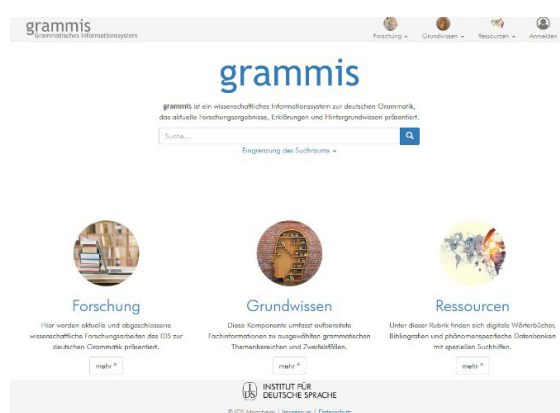 grammis
Grammatisches Informationssystem
Forschung
Grundwissen
Ressourcen
Anmelden
grammis
grammis ist ein wissenschaftliches Informationssystem zur deutschen Grammatik,
das aktuelle Forschungsergebnisse, Erklärungen und Hintergrundwissen präsentiert.
Suche...
Eingrenzung des Suchraums
Forschung
Hier werden aktuelle und abgeschlossene
wissenschaftliche Forschungsarbeiten des IDS zur
deutschen Grammatik präsentiert.
mehr »
Grundwissen
Diese Komponente umfasst aufbereitete
Fachinformationen zu ausgewählten grammatischen
Themenbereichen und Zweifelsfällen.
mehr »
Ressourcen
Unter dieser Rubrik finden sich digitale Wörterbücher,
Bibliografien und phänomenspezifische Datenbanken
mit speziellen Suchhilfen.
mehr »
IDS
INSTITUT FÜR
DEUTSCHE SPRACHE
© IDS Mannheim | Impressum | Datenschutz